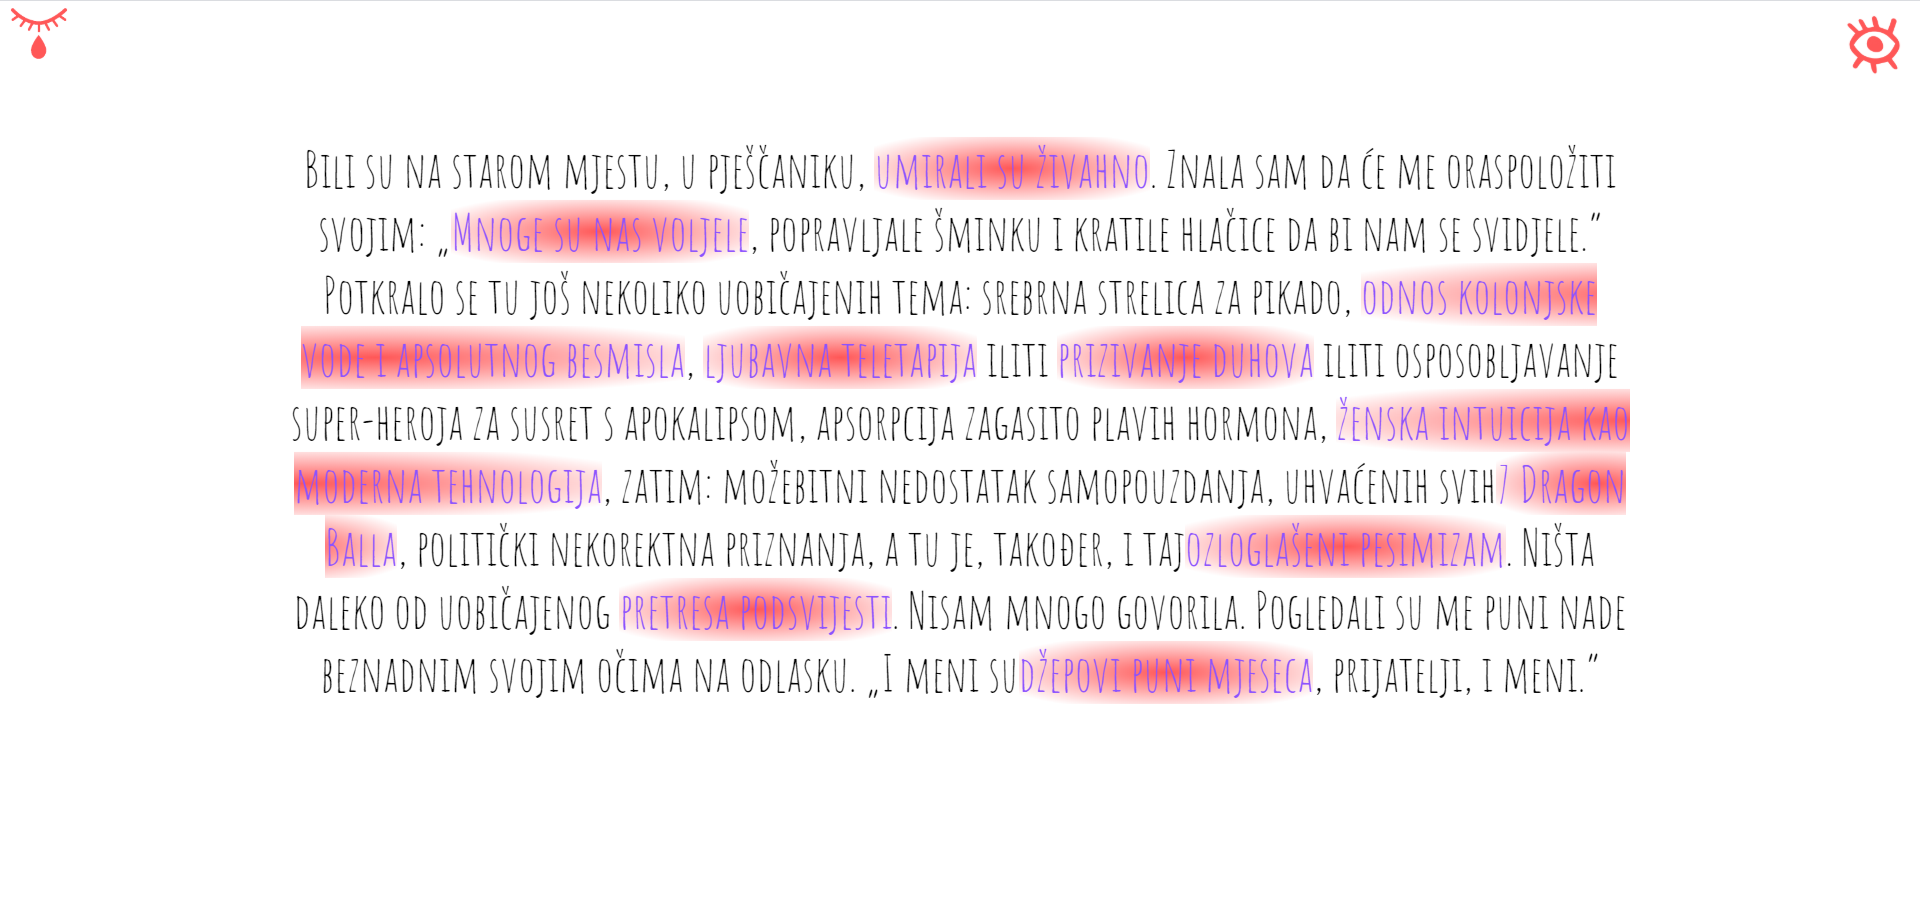 Bili su na starom mjestu, u pješčaniku, umirali su živahno. Znala sam da će me oraspoložiti
svojim: „Mnoge su nas voljele, popravljale šminku i kratile hlačice da bi nam se svidjele.”
Potkralo se tu još nekoliko uobičajenih tema: srebrna strelica za pikado, odnos kolonjske
vode i apsolutnog besmisla, ljubavna teletapija iliti prizivanje duhova iliti osposobljavanje
super-heroja za susret s apokalipsom, apsorpcija zagasito plavih hormona, ženska intuicija kao
moderna tehnologija, zatim: možebitni nedostatak samopouzdanja, uhvaćenih svih7 Dragon
Balla, politički nekorektna priznanja, a tu je, također, i tajozloglašeni pesimizam. Ništa
daleko od uobičajenog pretresa podsvijesti. Nisam mnogo govorila. Pogledali su me puni nade
beznadnim svojim očima na odlasku. „I meni sudžepovi puni mjeseca, prijatelji, i meni.”